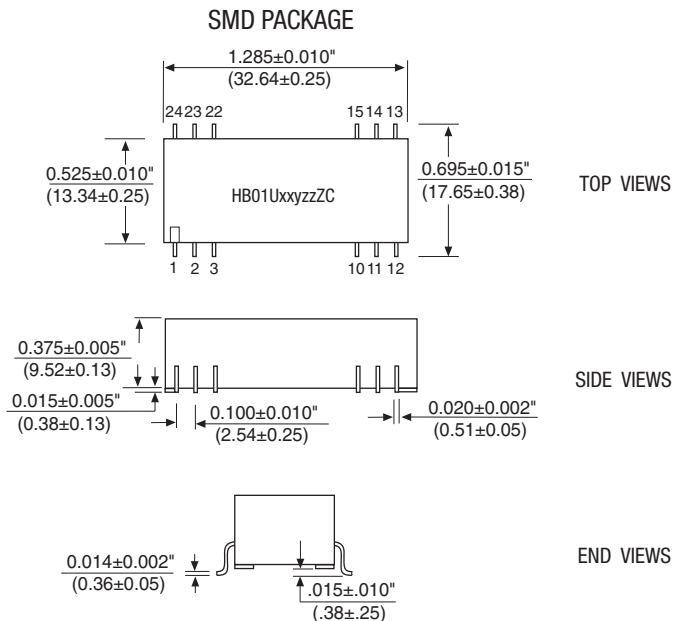 SMD PACKAGE
1.285±0.010"
(32.64±0.25)
24 23 22 15 14 13
0.525±0.010"
(13.34±0.25)
HB01UxxyzzZC
0.695±0.015"
(17.65±0.38)
TOP VIEWS
1 2 3 10 11 12
0.375±0.005"
(9.52±0.13)
SIDE VIEWS
0.015±0.005"
(0.38±0.13)
0.100±0.010"
(2.54±0.25)
0.020±0.002"
(0.51±0.05)
END VIEWS
0.014±0.002"
(0.36±0.05)
.015±.010"
(.38±.25)